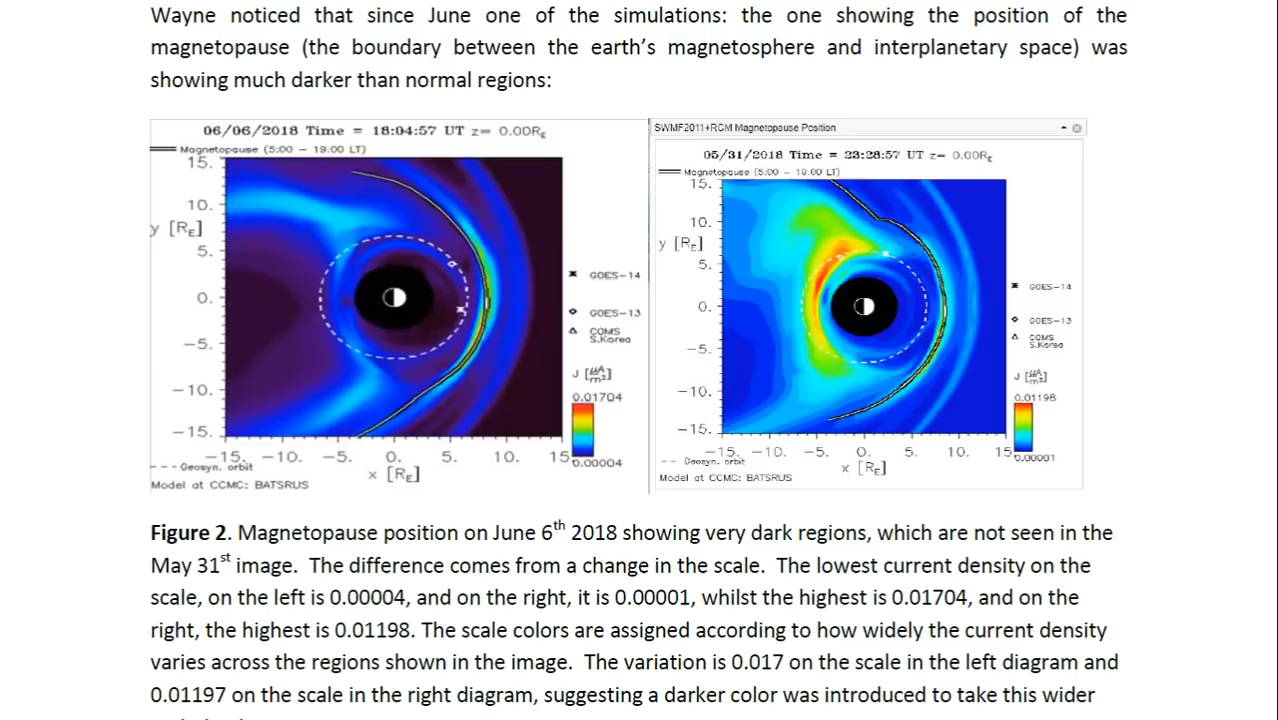 Wayne noticed that since June one of the simulations: the one showing the position of the
magnetopause (the boundary between the earth's magnetosphere and interplanetary space) was
showing much darker than normal regions:
06/06/2018 Time = 18:04:57 UT z= 0.00RE
Magnetopause (5:00 – 19:00 LT)
15.
10.
y [RE]
5.
0.
−5.
−10.
−15.
−15. −10. −5. 0. 5. 10. 15.
x [RE]
GOES-14
GOES-13
COMS
S.Korea
J [μA/m²]
0.01704
0.00004
Geosyn. orbit
Model at CCMC: BATSRUS
SWMF2011+RCM Magnetopause Position
05/31/2018 Time = 23:28:57 UT z= 0.00RE
Magnetopause (5:00 – 19:00 LT)
15.
10.
y [RE]
5.
0.
−5.
−10.
−15.
−15. −10. −5. 0. 5. 10. 15.
x [RE]
GOES-14
GOES-13
COMS
S.Korea
J [μA/m²]
0.01198
0.00001
Geosyn. orbit
Model at CCMC: BATSRUS
Figure 2. Magnetopause position on June 6th 2018 showing very dark regions, which are not seen in the
May 31st image. The difference comes from a change in the scale. The lowest current density on the
scale, on the left is 0.00004, and on the right, it is 0.00001, whilst the highest is 0.01704, and on the
right, the highest is 0.01198. The scale colors are assigned according to how widely the current density
varies across the regions shown in the image. The variation is 0.017 on the scale in the left diagram and
0.01197 on the scale in the right diagram, suggesting a darker color was introduced to take this wider